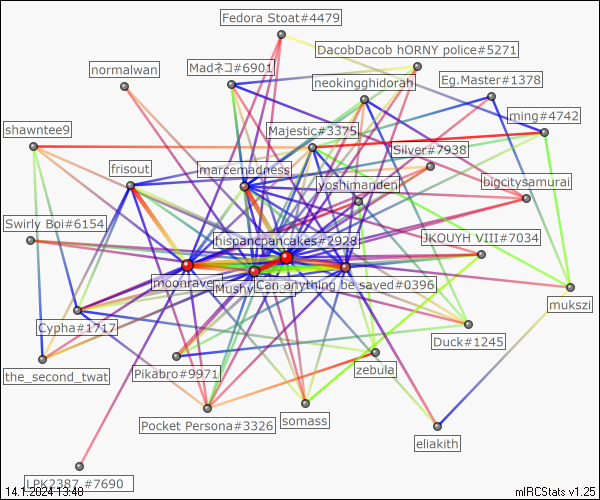 Fedora Stoat#4479
DacobDacob hORNY police#5271
normalwan
Madネコ#6901
neokingghidorah
Eg.Master#1378
ming#4742
shawntee9
Majestic#3375
Silver#7938
frisout
marcemadness
yoshimanden
bigcitysamurai
Swirly Boi#6154
hispancpancakes#2928
JKOUYH VIII#7034
moonraven
Can anything be saved#0396
mukszi
Cypha#1717
Duck#1245
the_second_twat
Pikabro#9971
zebula
Pocket Persona#3326
somass
eliakith
LPK2387 #7690
14.1.2024 13:48
mIRCStats v1.25